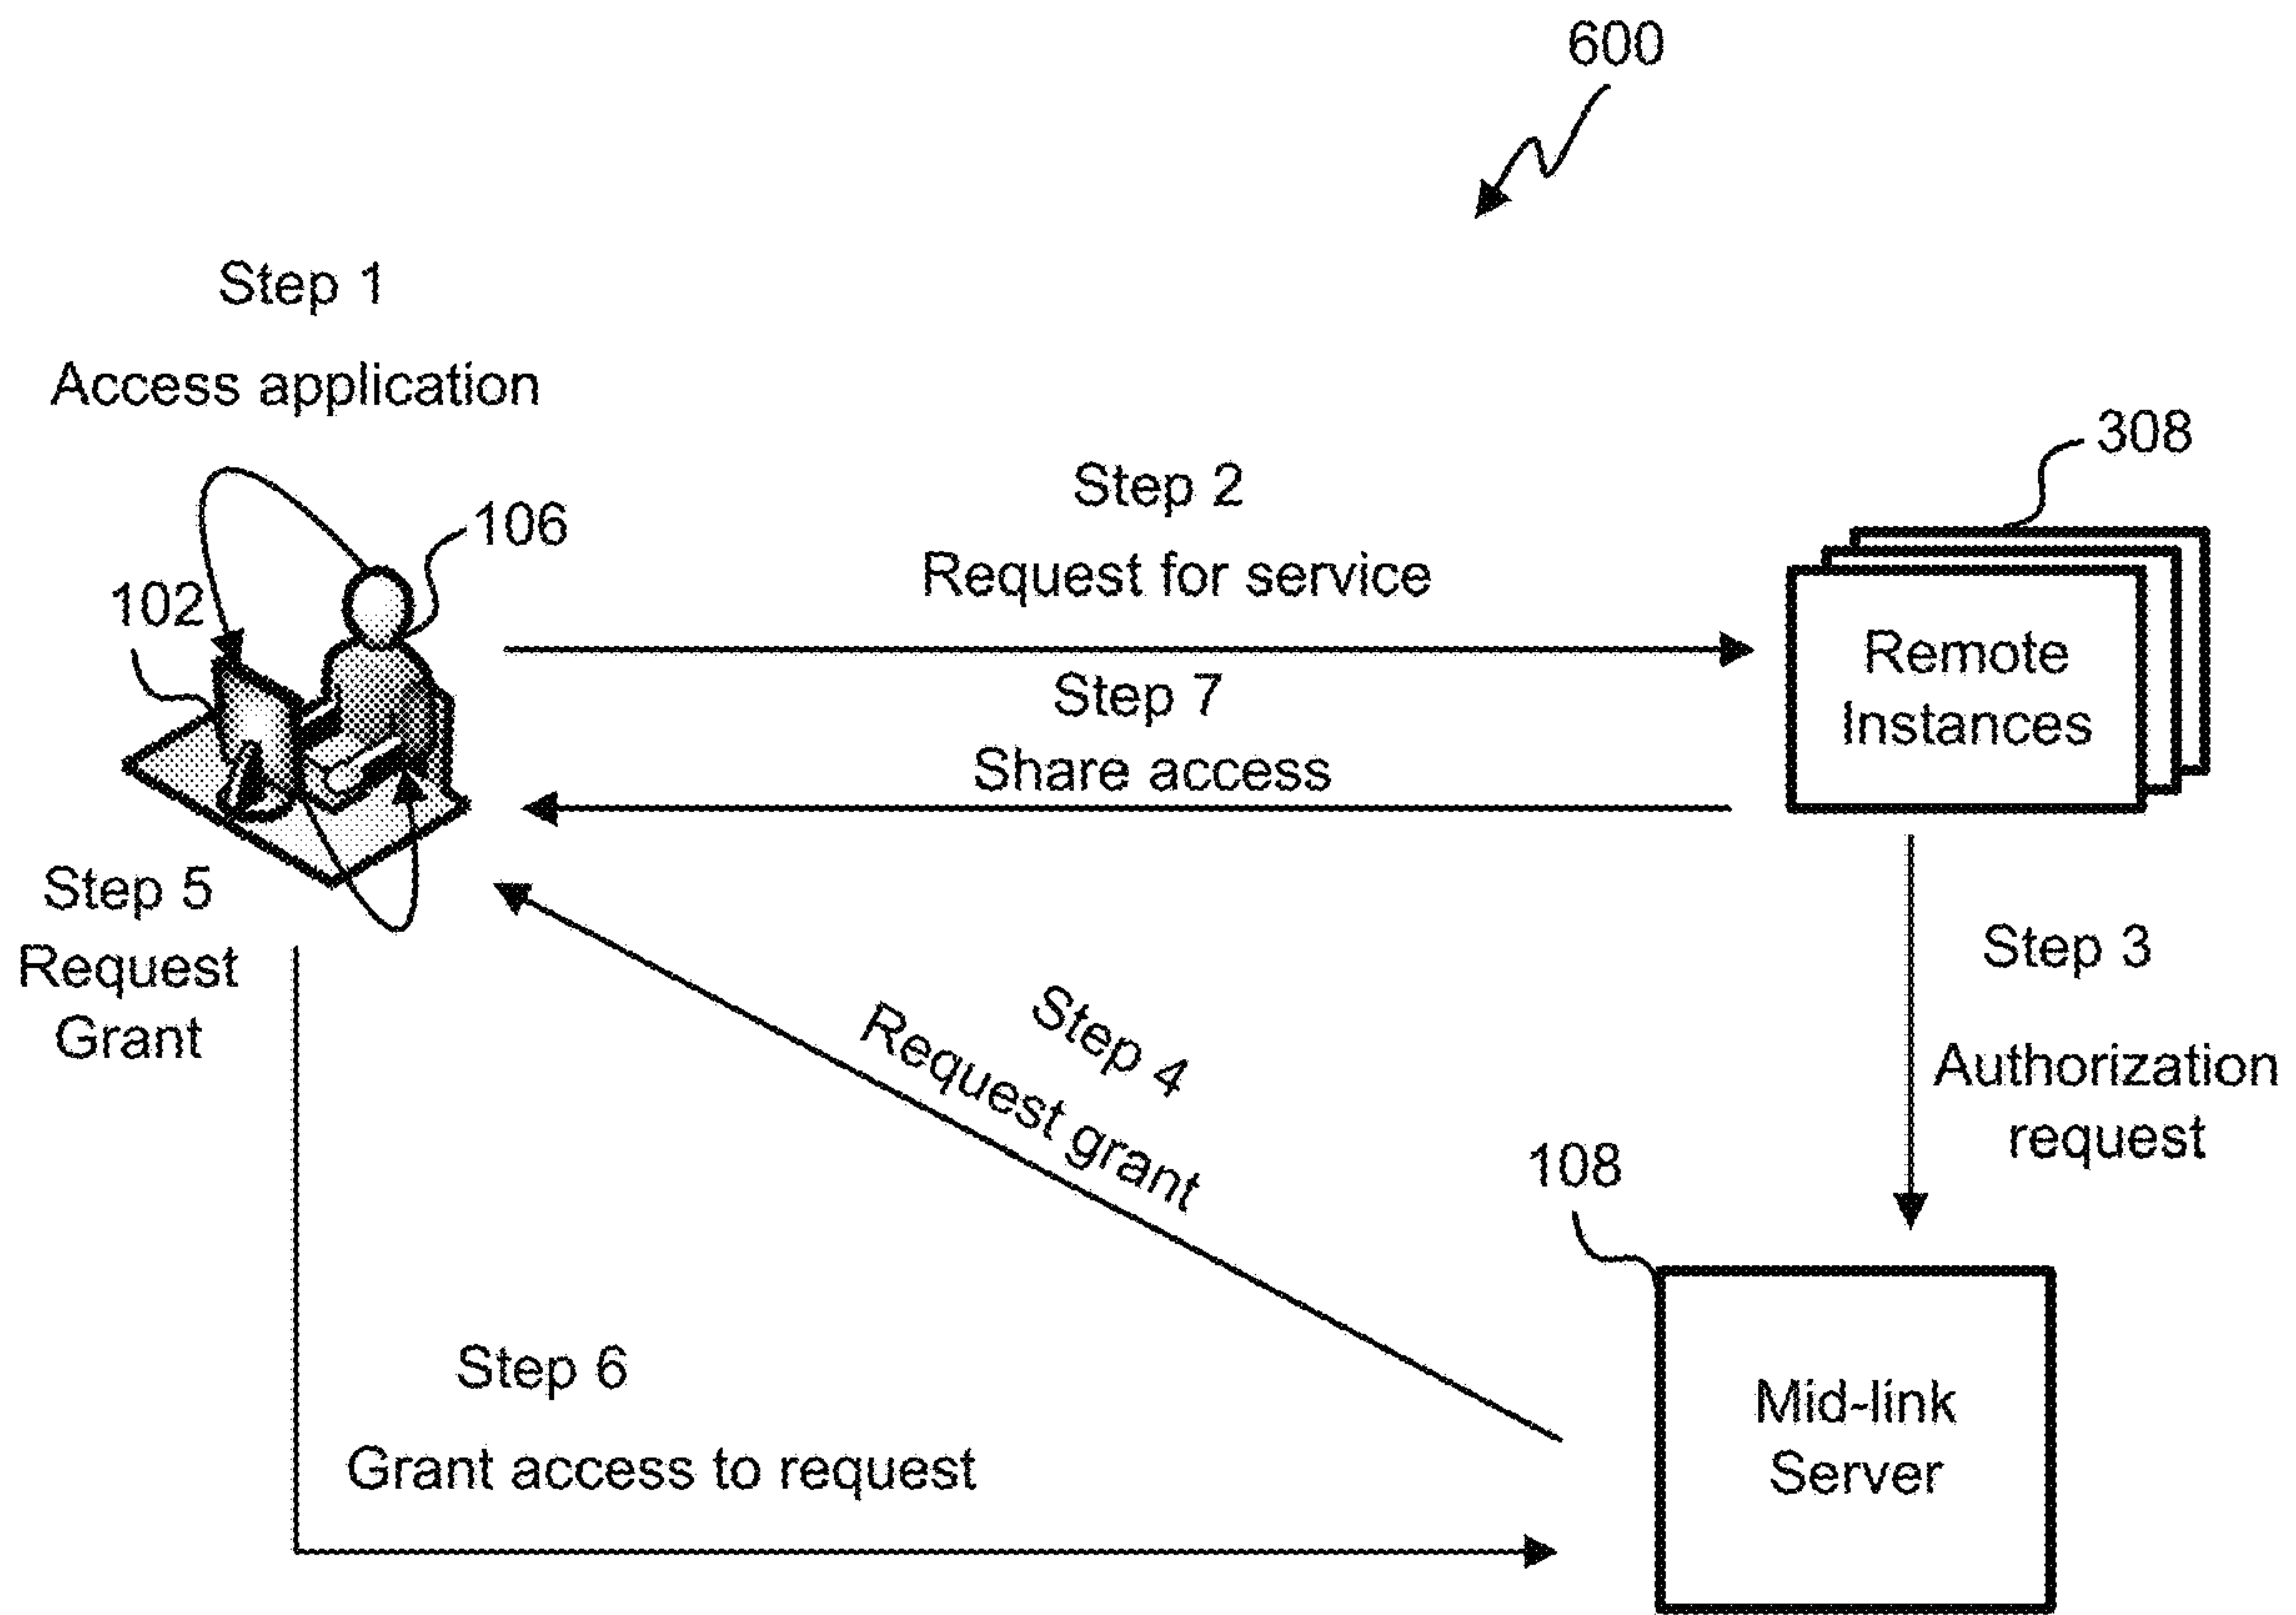 600
Step 1
Access application
308
Step 2
106
Request for service
102
Remote
Instances
Step 7
Share access
Step 5
Request
Grant
Step 3
Step 4
Request grant
Authorization
request
108
Step 6
Grant access to request
Mid-link
Server